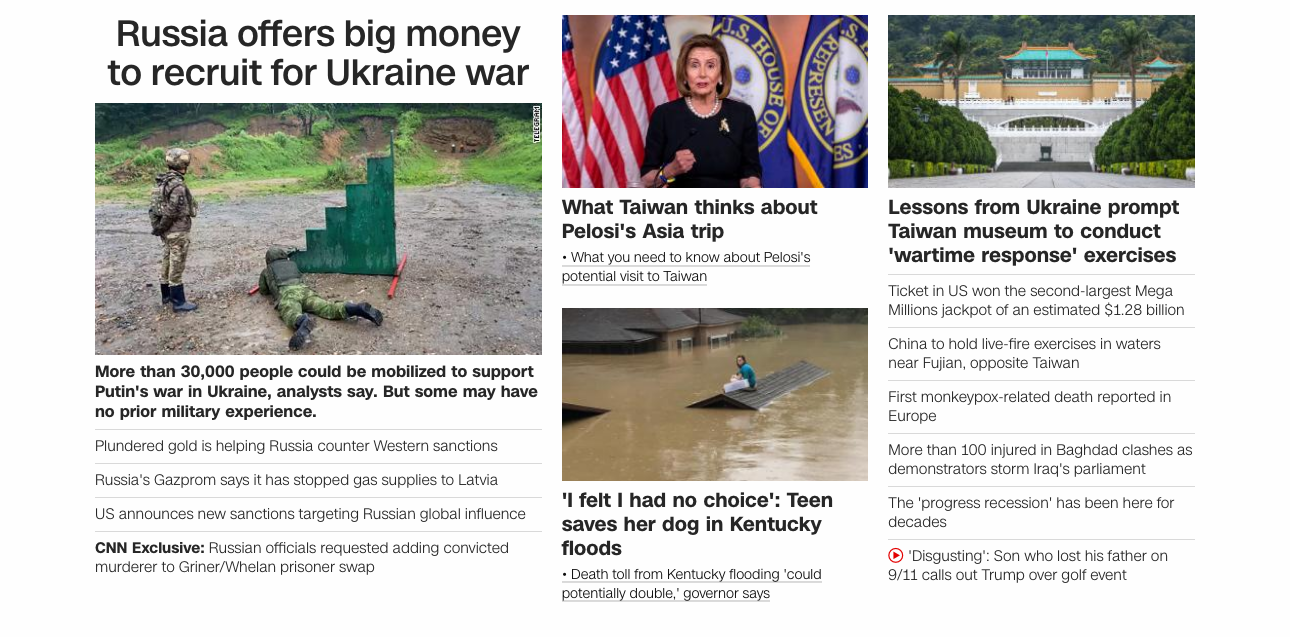 Russia offers big money
to recruit for Ukraine war
TELEGRAM
More than 30,000 people could be mobilized to support
Putin's war in Ukraine, analysts say. But some may have
no prior military experience.
Plundered gold is helping Russia counter Western sanctions
Russia's Gazprom says it has stopped gas supplies to Latvia
US announces new sanctions targeting Russian global influence
CNN Exclusive: Russian officials requested adding convicted
murderer to Griner/Whelan prisoner swap
U.S. HOUSE OF
REPRESEN
ES
U.S.
What Taiwan thinks about
Pelosi's Asia trip
• What you need to know about Pelosi's
potential visit to Taiwan
'I felt I had no choice': Teen
saves her dog in Kentucky
floods
• Death toll from Kentucky flooding 'could
potentially double,' governor says
Lessons from Ukraine prompt
Taiwan museum to conduct
'wartime response' exercises
Ticket in US won the second-largest Mega
Millions jackpot of an estimated $1.28 billion
China to hold live-fire exercises in waters
near Fujian, opposite Taiwan
First monkeypox-related death reported in
Europe
More than 100 injured in Baghdad clashes as
demonstrators storm Iraq's parliament
The 'progress recession' has been here for
decades
'Disgusting': Son who lost his father on
9/11 calls out Trump over golf event